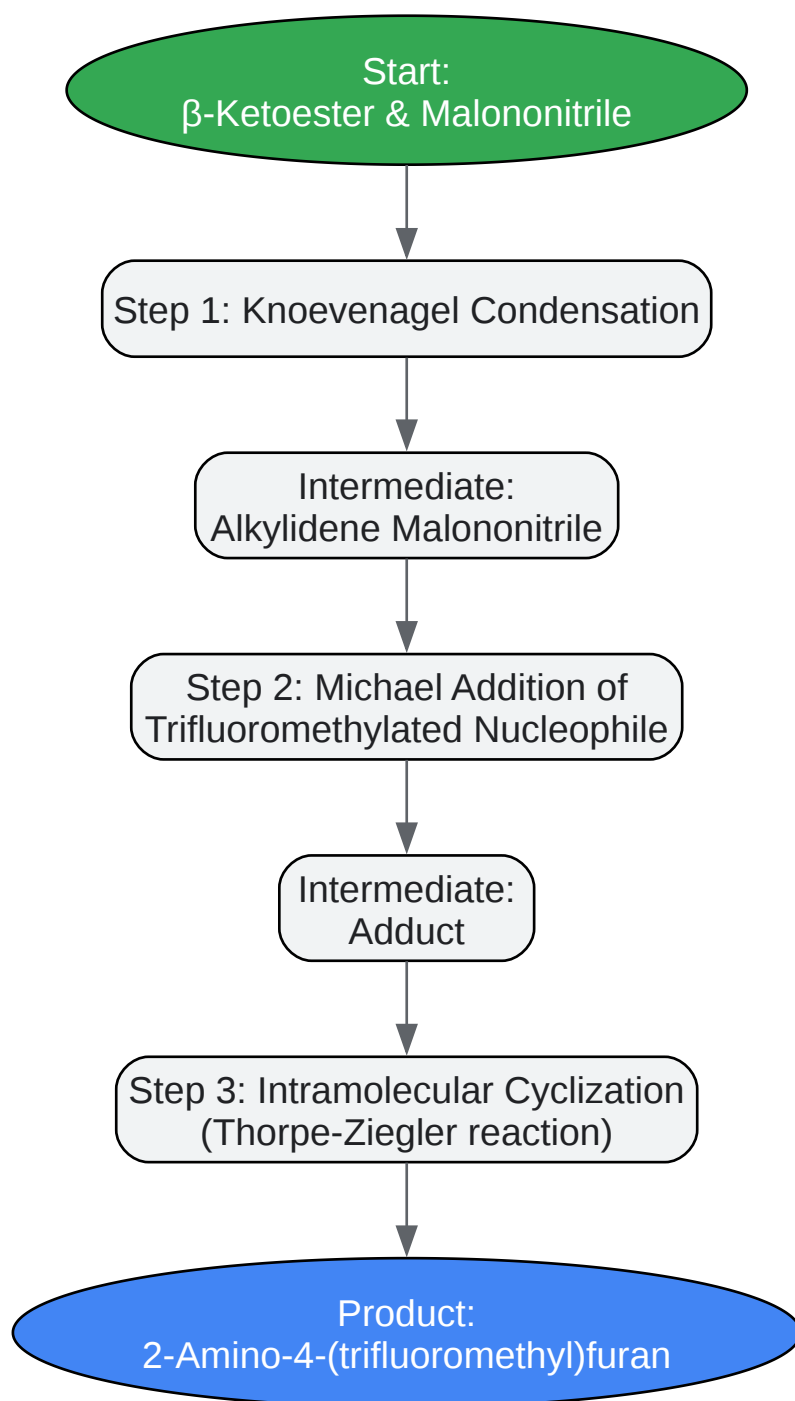 Start:
β-Ketoester & Malononitrile
Step 1: Knoevenagel Condensation
Intermediate:
Alkylidene Malononitrile
Step 2: Michael Addition of
Trifluoromethylated Nucleophile
Intermediate:
Adduct
Step 3: Intramolecular Cyclization
(Thorpe-Ziegler reaction)
Product:
2-Amino-4-(trifluoromethyl)furan